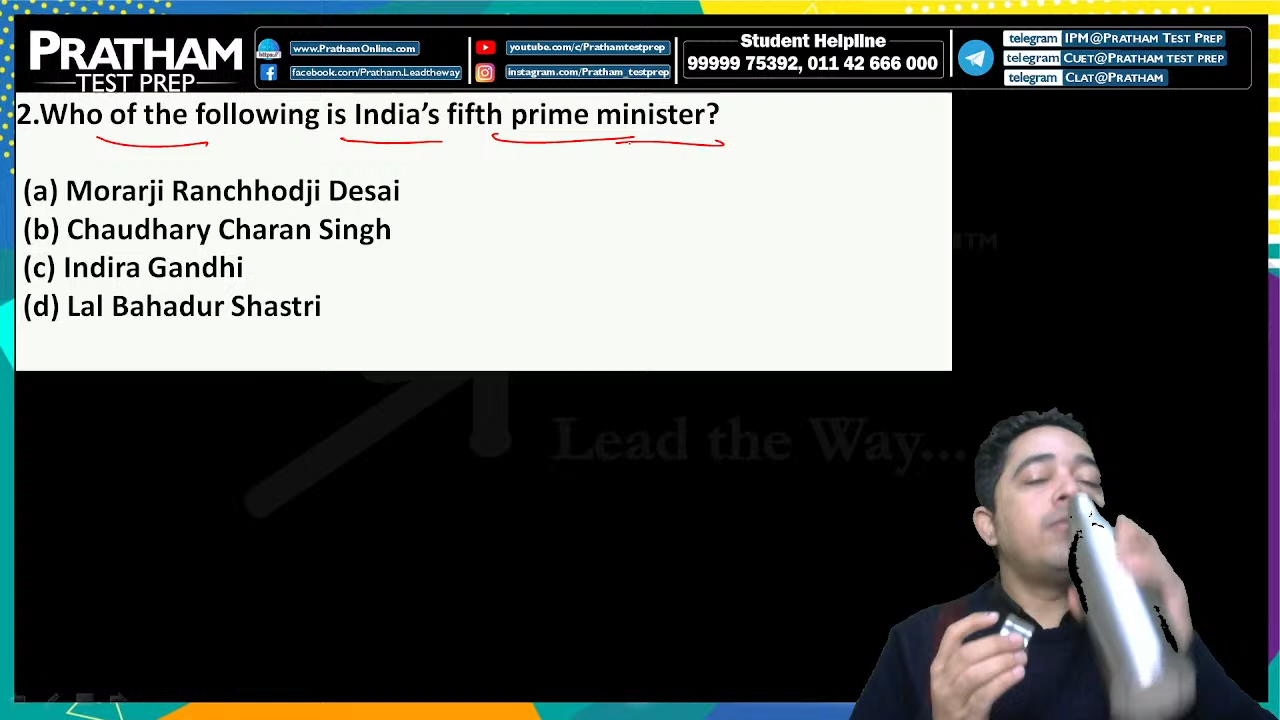 PRATHAM
TEST PREP
https://
www.PrathamOnline.com
facebook.com/Pratham.Leadtheway
youtube.com/c/Prathamtestprep
instagram.com/Pratham_testprep
Student Helpline
99999 75392, 011 42 666 000
telegram IPM@PRATHAM TEST PREP
telegram CUET@PRATHAM TEST PREP
telegram CLAT@PRATHAM
2.Who of the following is India’s fifth prime minister?
(a) Morarji Ranchhodji Desai
(b) Chaudhary Charan Singh
(c) Indira Gandhi
(d) Lal Bahadur Shastri
TM
Lead the Way...